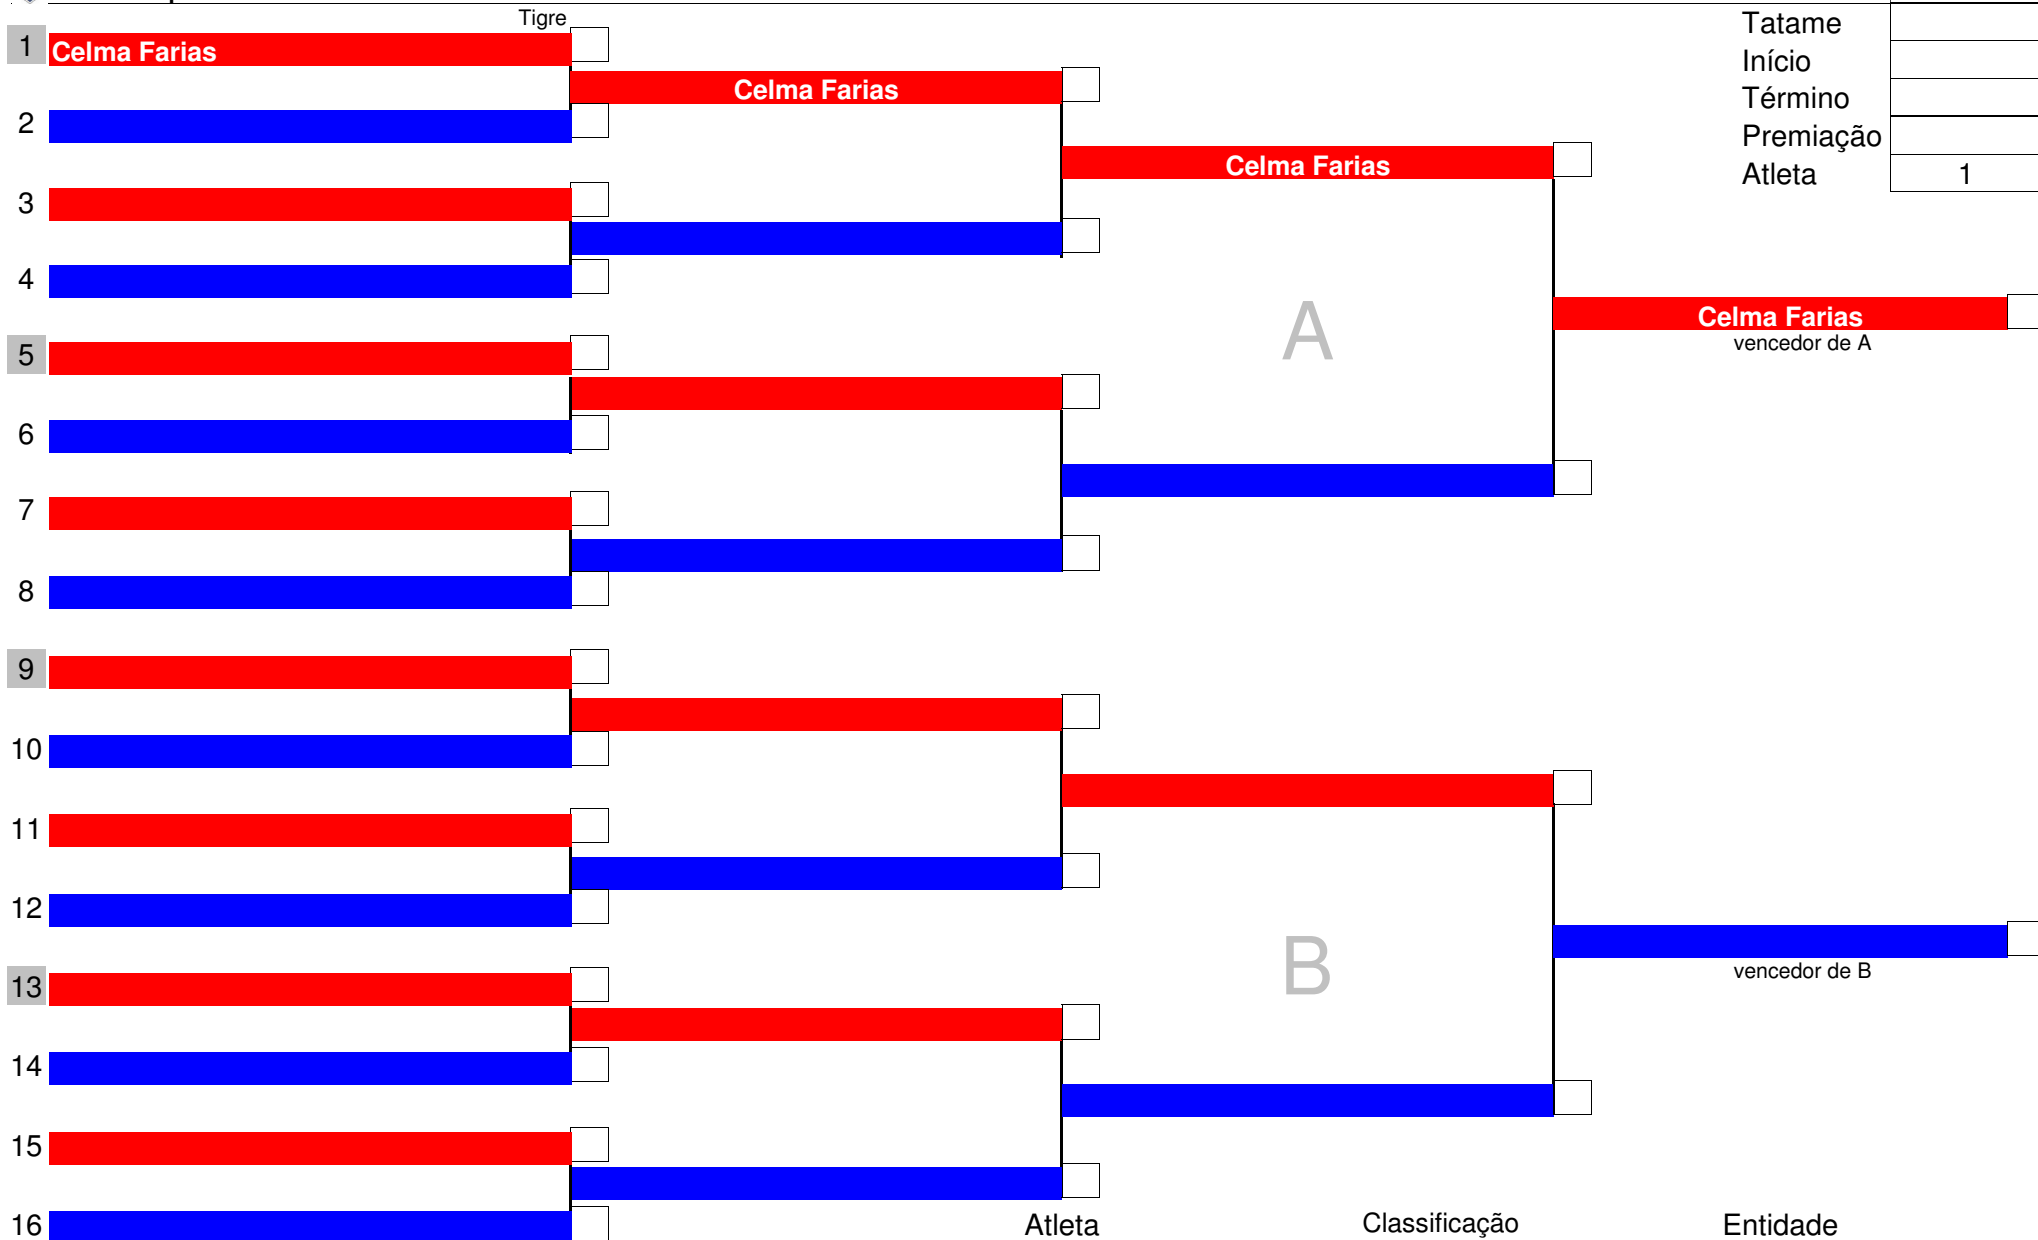 Tigre
Tatame
1 Celma Farias
Início
Celma Farias
Término
2
Premiação
Celma Farias
Atleta 1
3
4
A
Celma Farias
vencedor de A
5
6
7
8
9
10
11
12
B
vencedor de B
13
14
15
16
Atleta Classificação Entidade